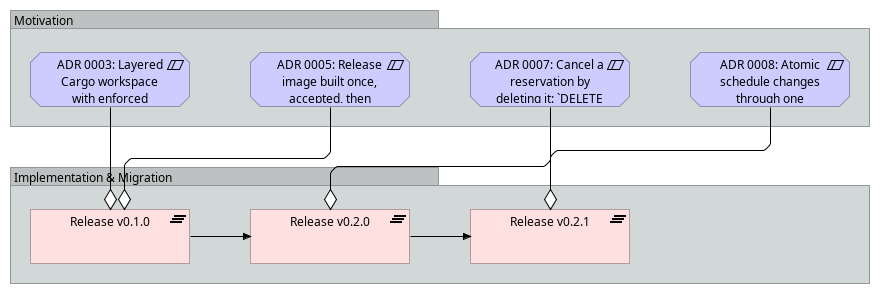 Motivation
ADR 0003: Layered
Cargo workspace
with enforced
ADR 0005: Release
image built once,
accepted, then
ADR 0007: Cancel a
reservation by
deleting it: `DELETE
ADR 0008: Atomic
schedule changes
through one
Implementation & Migration
Release v0.1.0
Release v0.2.0
Release v0.2.1